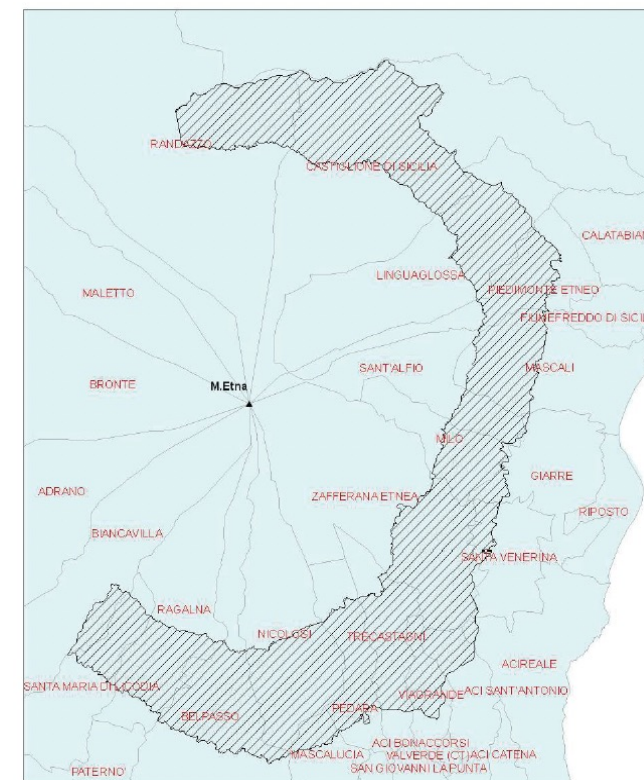 RANDAZZO
CASTIGLIONE DI SICILIA
CALATABIAN
LINGUAGLOSSA
PIEDIMONTE ETNEO
MALETTO
FIUMEFREDDO DI SICIL
SANT'ALFIO
MASCALI
BRONTE
M.Etna
MILO
GIARRE
ADRANO
ZAFFERANA ETNEA
RIPOSTO
BIANCAVILLA
SANTA VENERINA
RAGALNA
NICOLOSI
TRECASTAGNI
ACIREALE
SANTA MARIA DI LICODIA
VIAGRANDE
ACI SANT'ANTONIO
BELPASSO
PEDARA
ACI BONACCORSI
MASCALUCIA
VALVERDE (CT)
ACI CATENA
PATERNO'
SAN GIOVANNI LA PUNTA